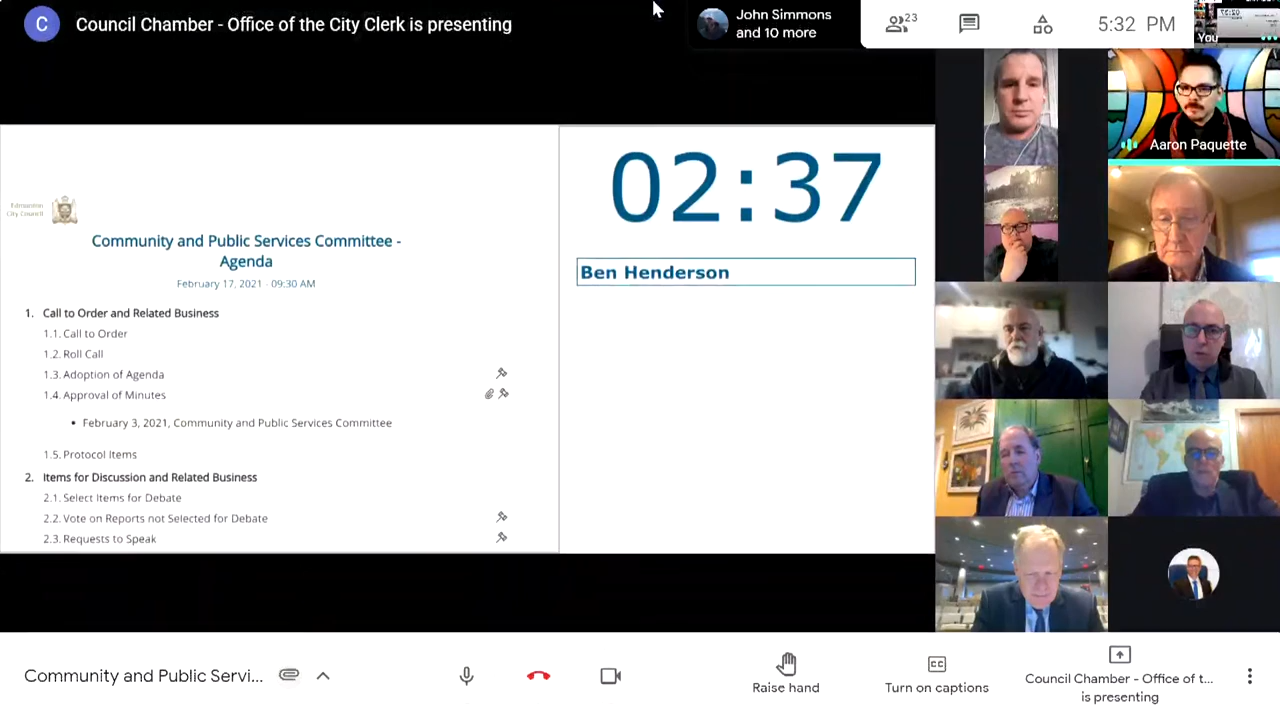 C
Council Chamber - Office of the City Clerk is presenting
John Simmons
and 10 more
23
5:32 PM
You
Aaron Paquette
Edmonton
City Council
Community and Public Services Committee -
Agenda
February 17, 2021 - 09:30 AM
1. Call to Order and Related Business
1.1. Call to Order
1.2. Roll Call
1.3. Adoption of Agenda
1.4. Approval of Minutes
• February 3, 2021, Community and Public Services Committee
1.5. Protocol Items
2. Items for Discussion and Related Business
2.1. Select Items for Debate
2.2. Vote on Reports not Selected for Debate
2.3. Requests to Speak
02:37
Ben Henderson
Community and Public Servi...
Raise hand
CC
Turn on captions
Council Chamber - Office of t...
is presenting